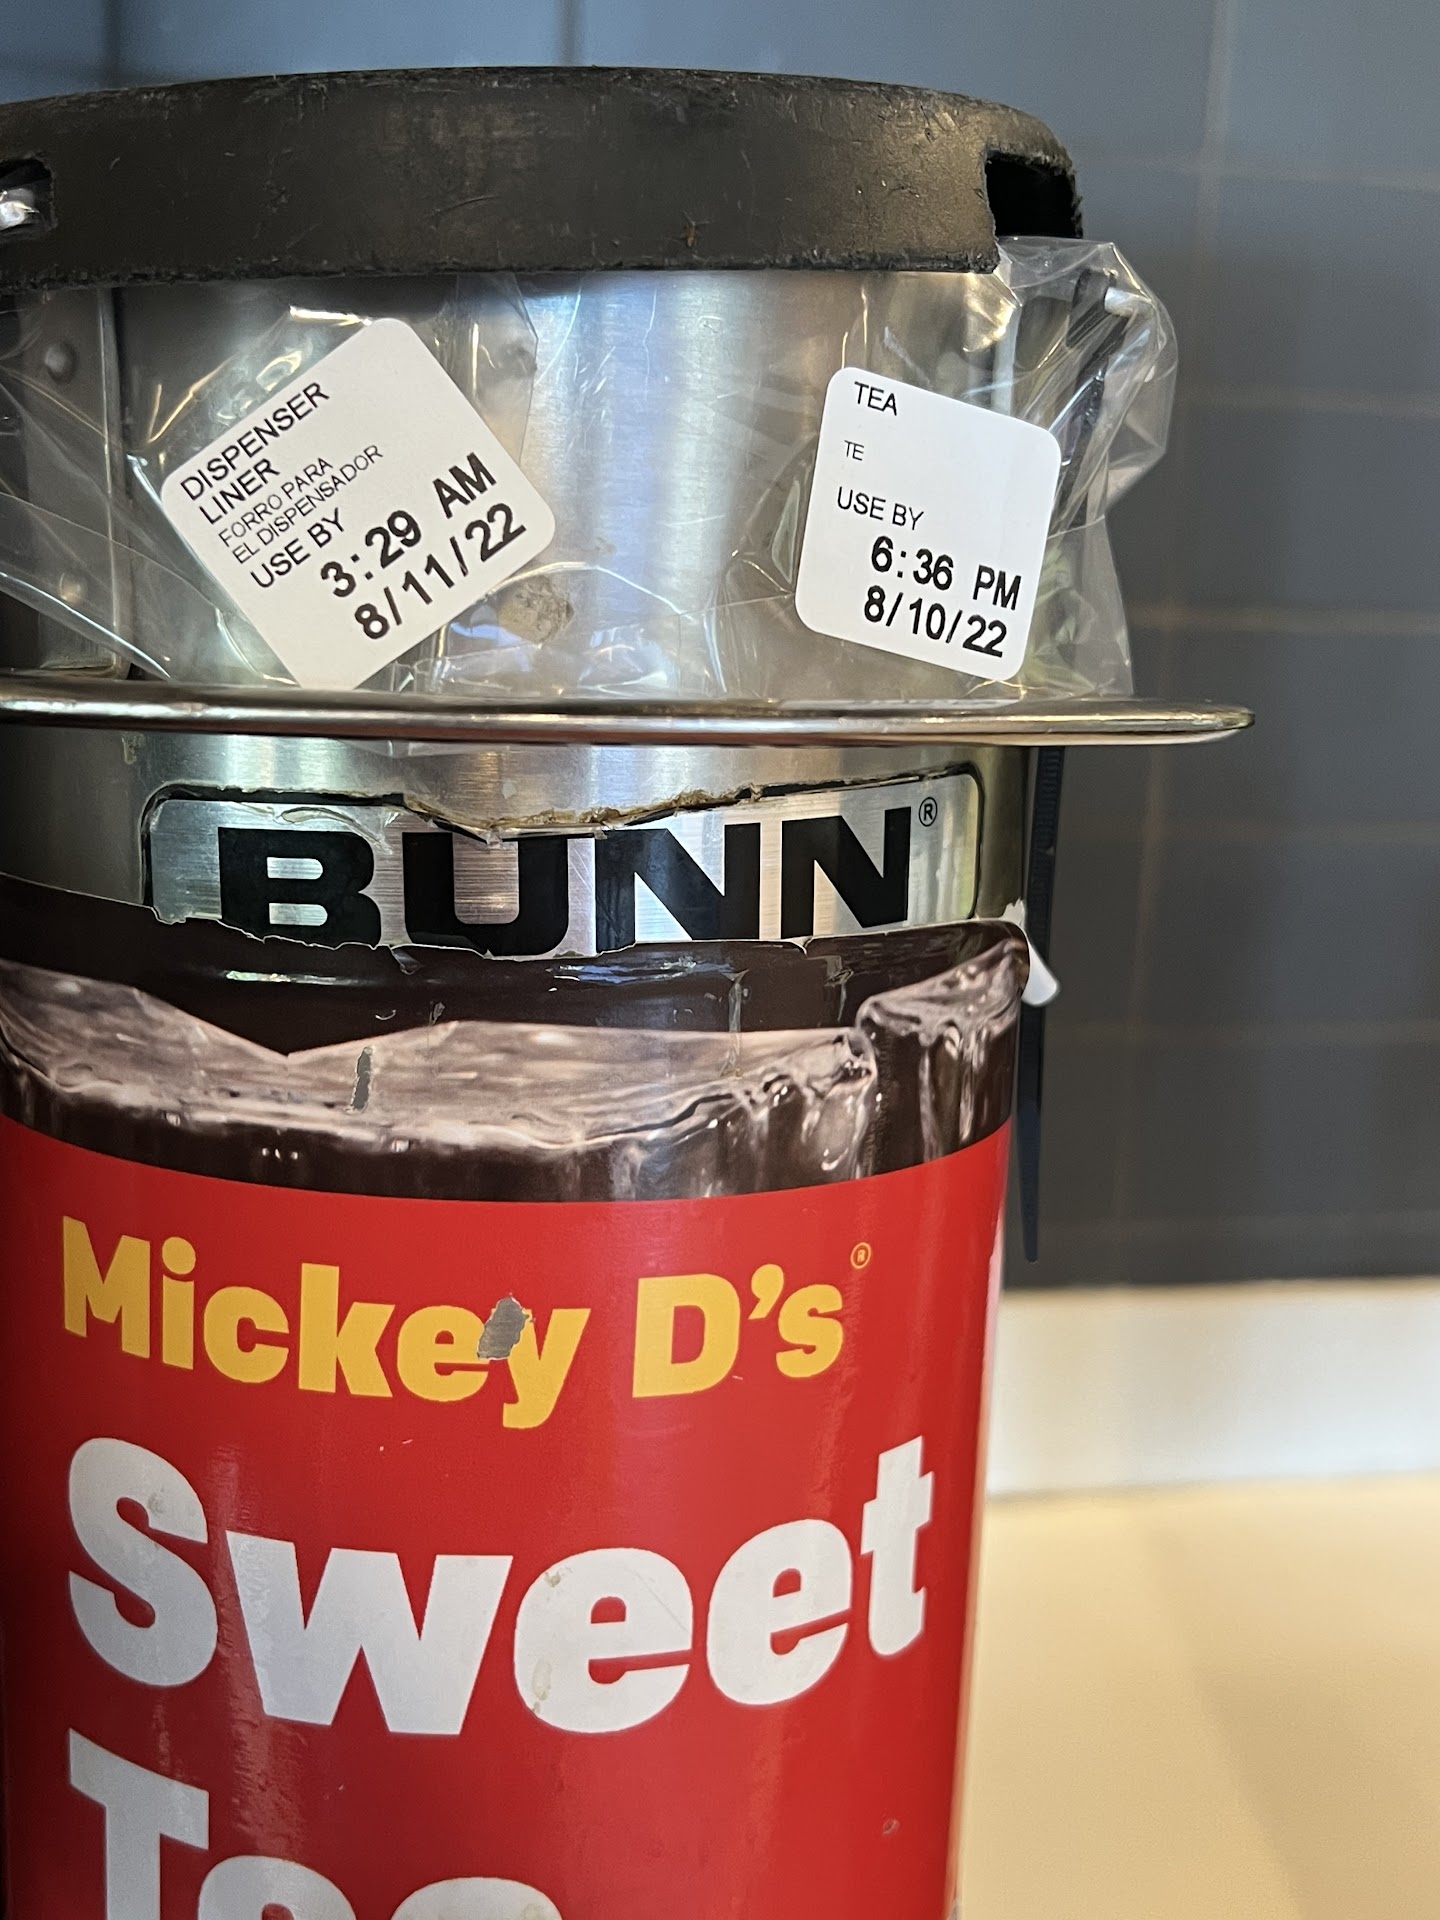 DISPENSER
LINER
FORRO PARA
EL DISPENSADOR
USE BY
3:29 AM
8/11/22
TEA
TE
USE BY
6:36 PM
8/10/22
BUNN®
Mickey D's®
Sweet
Tea